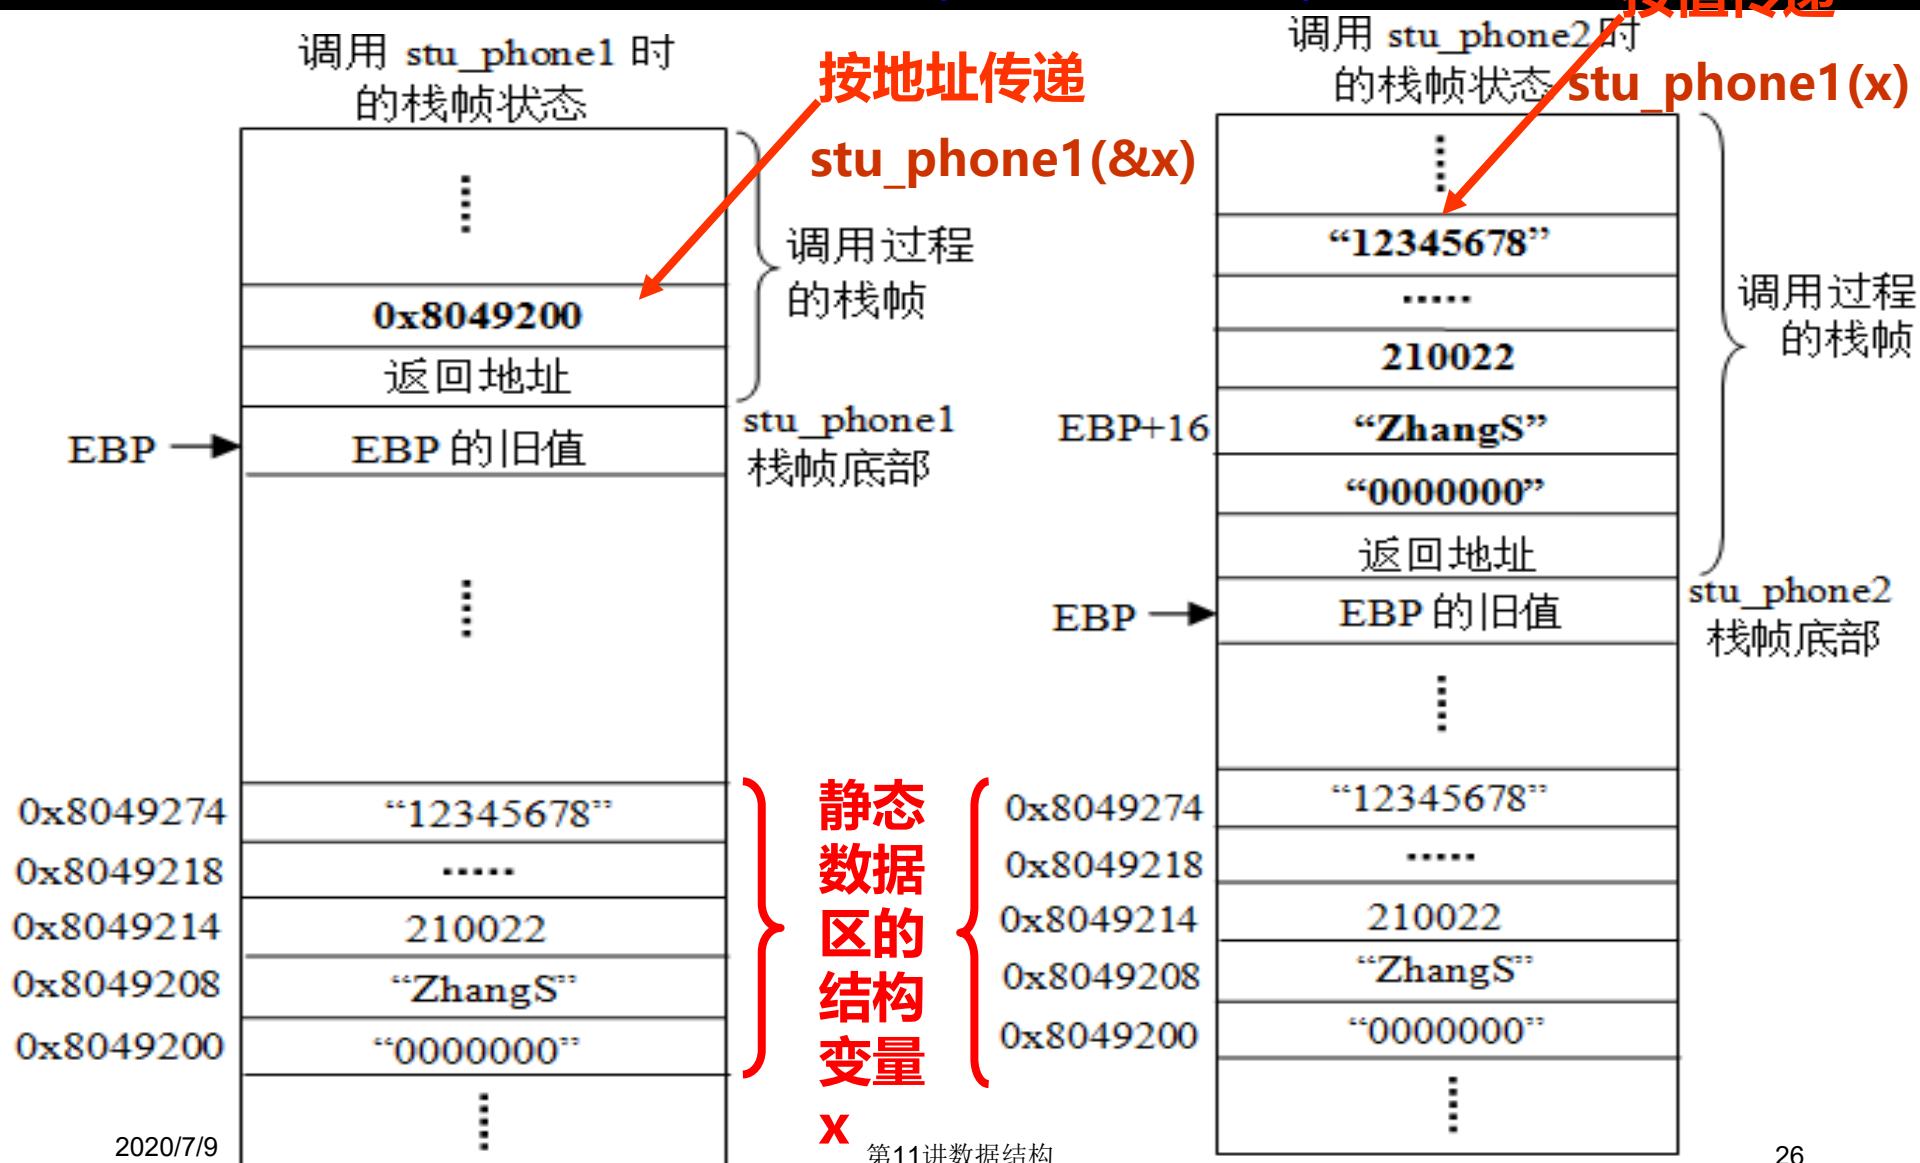 按值传递
调用 stu_phone1 时
的栈帧状态
按地址传递
stu_phone1(&x)
0x8049200
返回地址
EBP
EBP 的旧值
调用过程
的栈帧
stu_phone1
栈帧底部
0x8049274
“12345678”
0x8049218
.....
0x8049214
210022
0x8049208
“ZhangS”
0x8049200
“0000000”
静态
数据
区的
结构
变量
x
调用 stu_phone2时
的栈帧状态
stu_phone1(x)
“12345678”
.....
210022
EBP+16
“ZhangS”
“0000000”
返回地址
EBP
EBP 的旧值
调用过程
的栈帧
stu_phone2
栈帧底部
0x8049274
“12345678”
0x8049218
.....
0x8049214
210022
0x8049208
“ZhangS”
0x8049200
“0000000”
2020/7/9
第11讲数据结构
26